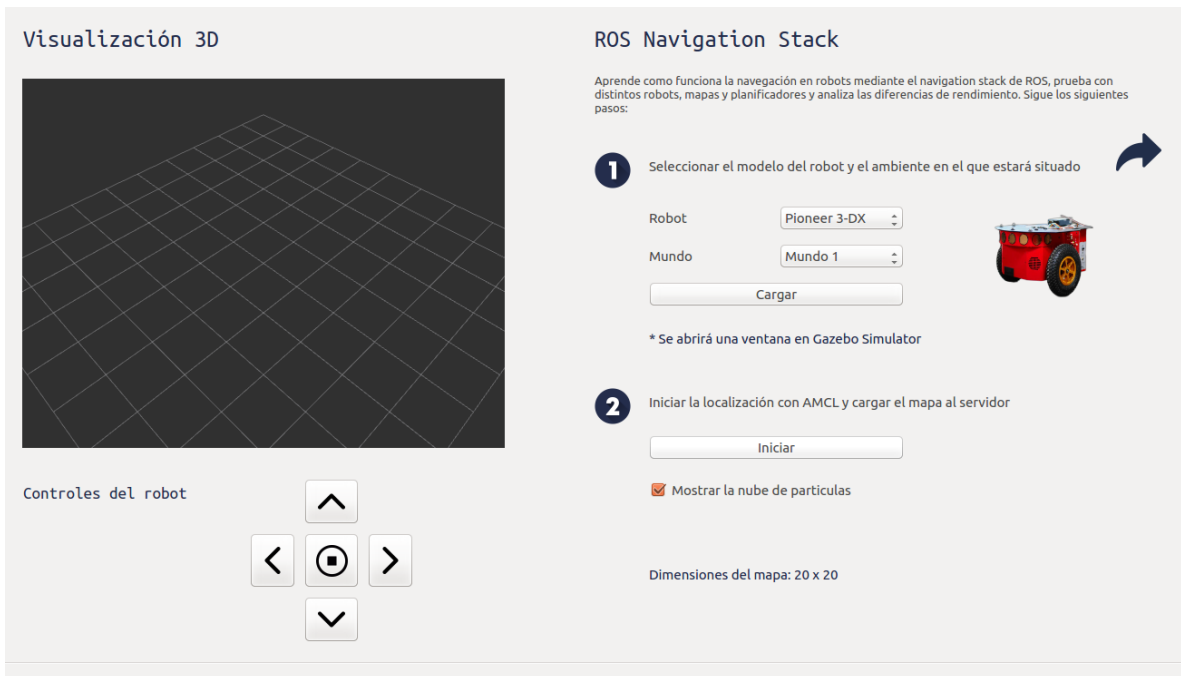 Visualización 3D
Controles del robot
ROS Navigation Stack
Aprende como funciona la navegación en robots mediante el navigation stack de ROS, prueba con
distintos robots, mapas y planificadores y analiza las diferencias de rendimiento. Sigue los siguientes
pasos:
1 Seleccionar el modelo del robot y el ambiente en el que estará situado
Robot Pioneer 3-DX
Mundo Mundo 1
Cargar
* Se abrirá una ventana en Gazebo Simulator
2 Iniciar la localización con AMCL y cargar el mapa al servidor
Iniciar
Mostrar la nube de particulas
Dimensiones del mapa: 20 x 20